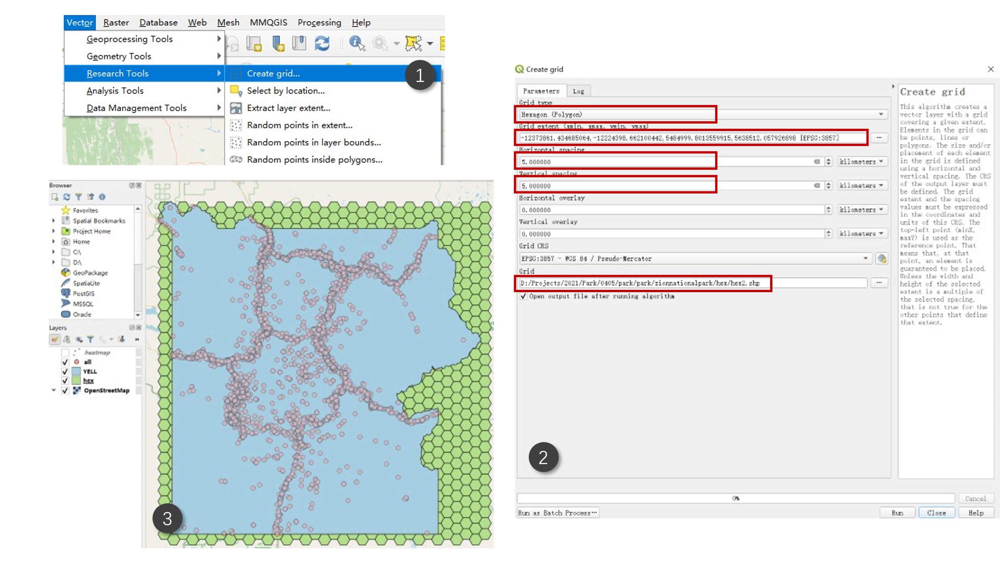 Vector Raster Database Web Mesh MMQGIS Processing Help
Geoprocessing Tools
Geometry Tools
Research Tools
Analysis Tools
Data Management Tools
Create grid...
Select by location...
Extract layer extent...
Random points in extent...
Random points in layer bounds...
Random points inside polygons...
1
Browser
Favorites
Spatial Bookmarks
Project Home
Home
C:\
D:\
GeoPackage
SpatiaLite
PostGIS
MSSQL
Oracle
Layers
heatmap
all
YELL
hex
OpenStreetMap
3
Create grid
Parameters Log
Grid type
Hexagon (Polygon)
Grid extent (xmin, xmax, ymin, ymax)
-12373861.434685064,-12224398.662100442,5484999.8013559915,5638512.057926898 [EPSG:3857]
Horizontal spacing
5.000000 kilometers
Vertical spacing
5.000000 kilometers
Horizontal overlay
0.000000 kilometers
Vertical overlay
0.000000 kilometers
Grid CRS
EPSG:3857 - WGS 84 / Pseudo-Mercator
Grid
D:/Projects/2021/Park/0405/park/park/zionnationalpark/hex/hex2.shp
Open output file after running algorithm
2
0%
Cancel
Run as Batch Process…
Run Close Help
Create grid
This algorithm creates a
vector layer with a grid
covering a given extent.
Elements in the grid can
be points, lines or
polygons. The size and/or
placement of each element
in the grid is defined
using a horizontal and
vertical spacing. The CRS
of the output layer must
be defined. The grid
extent and the spacing
values must be expressed
in the coordinates and
units of this CRS. The
top-left point (minX,
maxY) is used as the
reference point. That
means that, at that
point, an element is
guaranteed to be placed.
Unless the width and
height of the selected
extent is a multiple of
the selected spacing,
that is not true for the
other points that define
that extent.